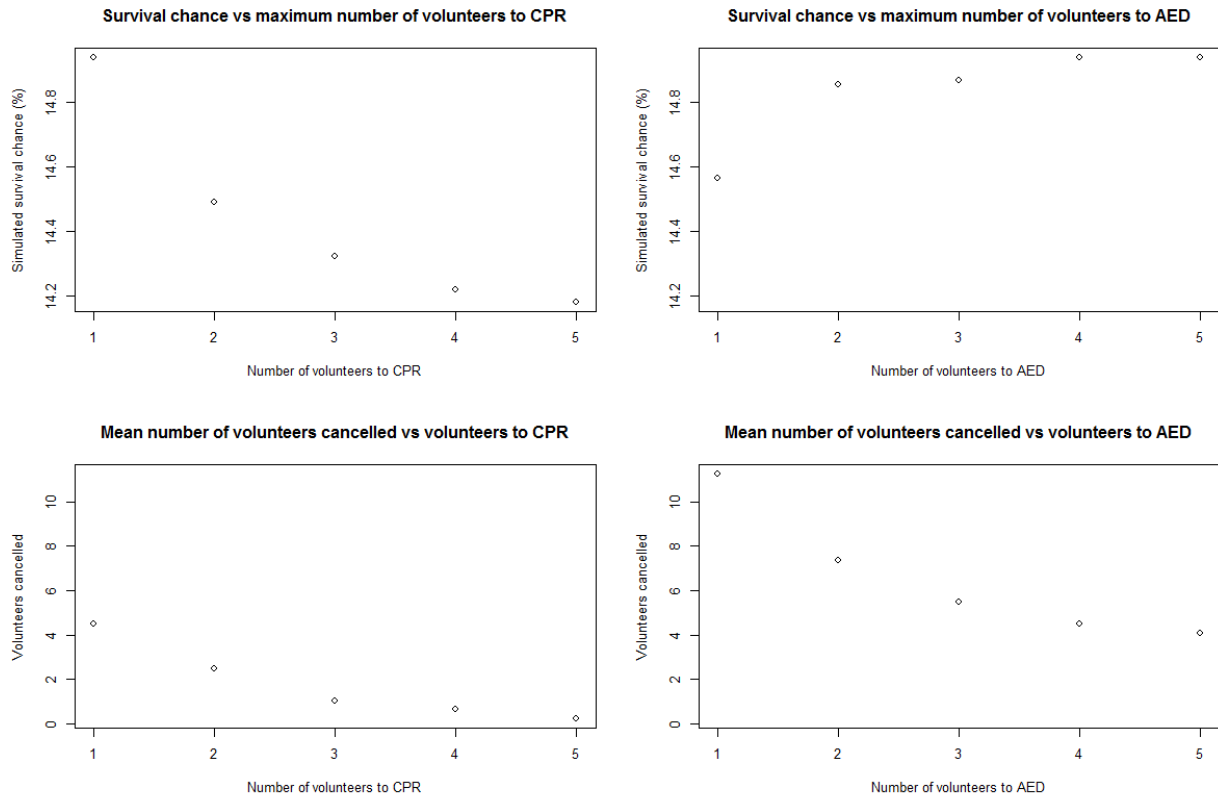 Survival chance vs maximum number of volunteers to CPR
Simulated survival chance (%)
14.8
14.6
14.4
14.2
1 2 3 4 5
Number of volunteers to CPR
Survival chance vs maximum number of volunteers to AED
Simulated survival chance (%)
14.8
14.6
14.4
14.2
1 2 3 4 5
Number of volunteers to AED
Mean number of volunteers cancelled vs volunteers to CPR
Volunteers cancelled
10
8
6
4
2
0
1 2 3 4 5
Number of volunteers to CPR
Mean number of volunteers cancelled vs volunteers to AED
Volunteers cancelled
10
8
6
4
2
0
1 2 3 4 5
Number of volunteers to AED